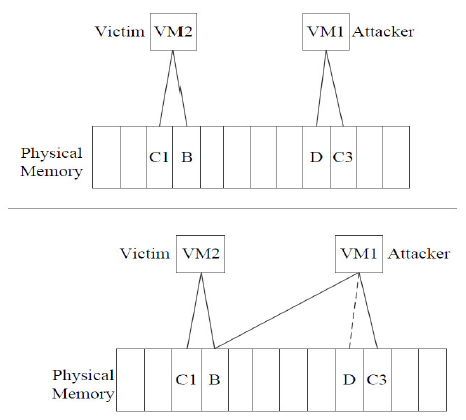 Victim VM2 VM1 Attacker
Physical Memory C1 B D C3
Victim VM2 VM1 Attacker
Physical Memory C1 B D C3